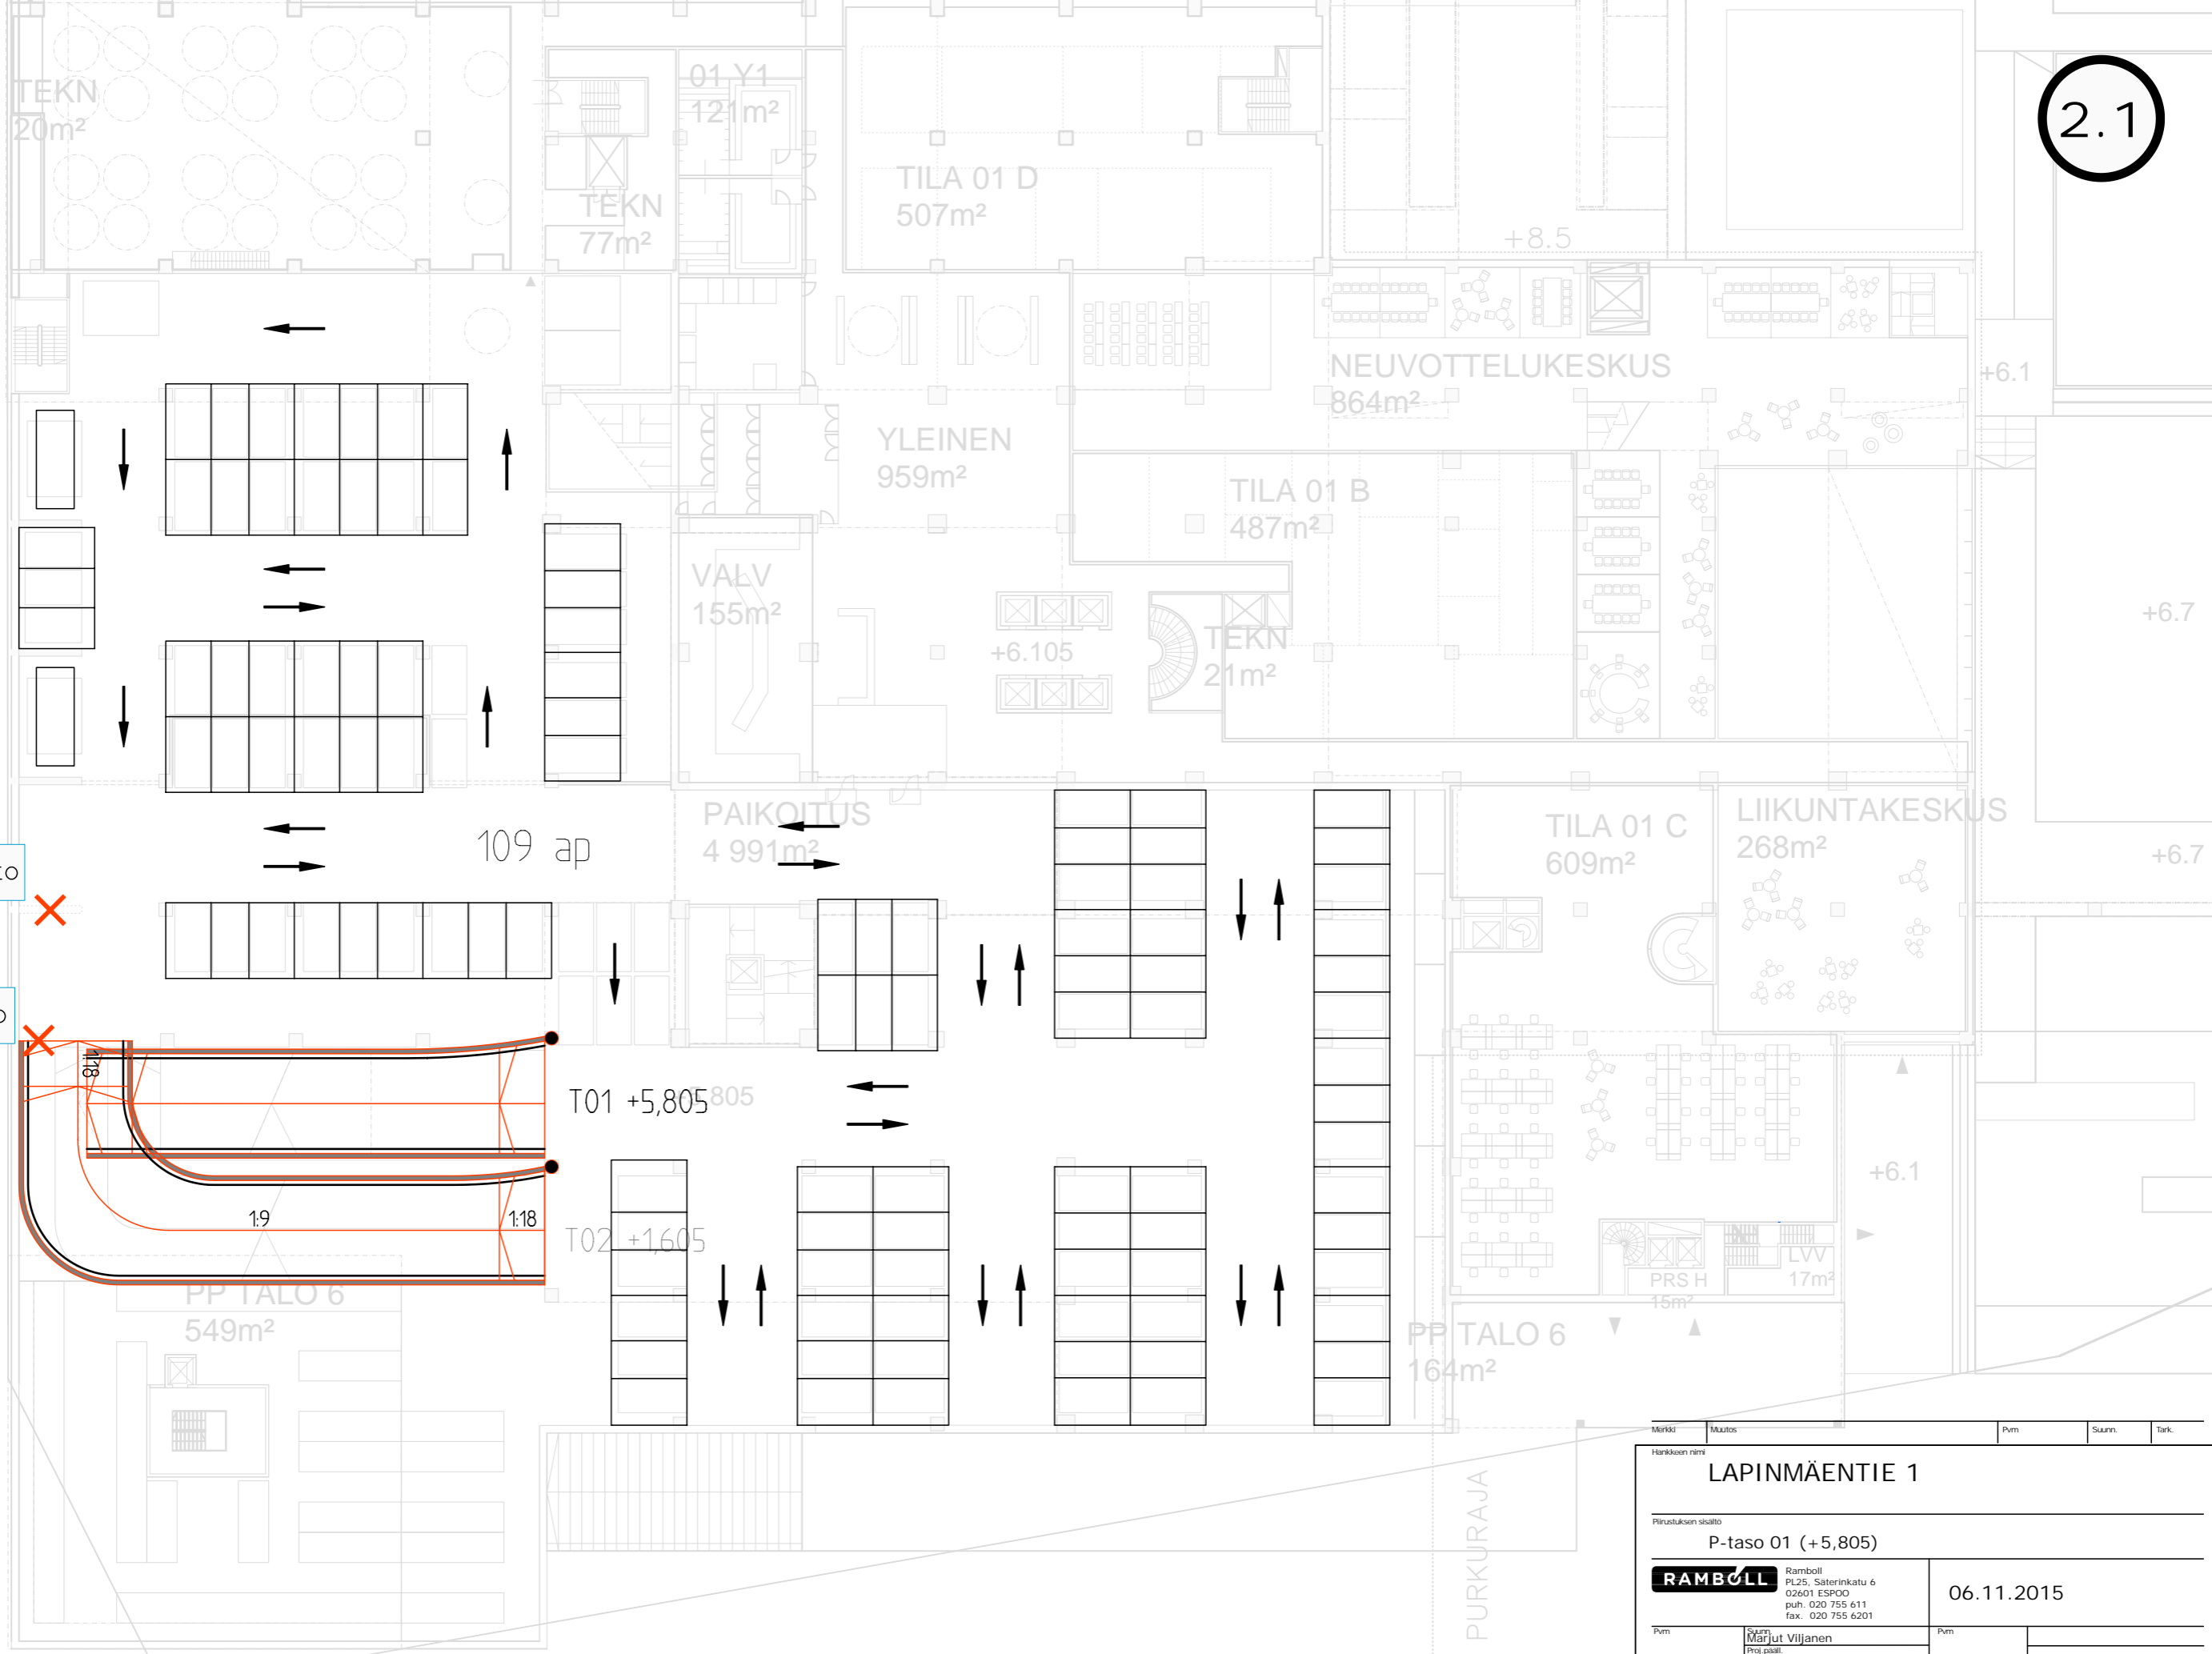 2.1
TEKN
20m²
01 Y1
121m²
TEKN
77m²
TILA 01 D
507m²
+8.5
NEUVOTTELUKESKUS
864m²
+6.1
YLEINEN
959m²
TILA 01 B
487m²
VALV
155m²
+6.105
TEKN
21m²
+6.7
109 ap
PAIKOITUS
4 991m²
TILA 01 C
609m²
LIIKUNTAKESKUS
268m²
+6.7
1:18
T01 +5,805
+5,805
1:9
1:18
T02 +1,605
+6.1
LVV
17m²
PRS H
15m²
PP TALO 6
549m²
PP TALO 6
164m²
PURKURAJA
Merkki Muutos Pvm Suunn. Tark.
Hankkeen nimi
LAPINMÄENTIE 1
Piirustuksen sisältö
P-taso 01 (+5,805)
RAMBOLL
Ramboll
PL25, Säterinkatu 6
02601 ESPOO
puh. 020 755 611
fax. 020 755 6201
06.11.2015
Pvm Suunn. Pvm
Marjut Viljanen
Proj.pääll.